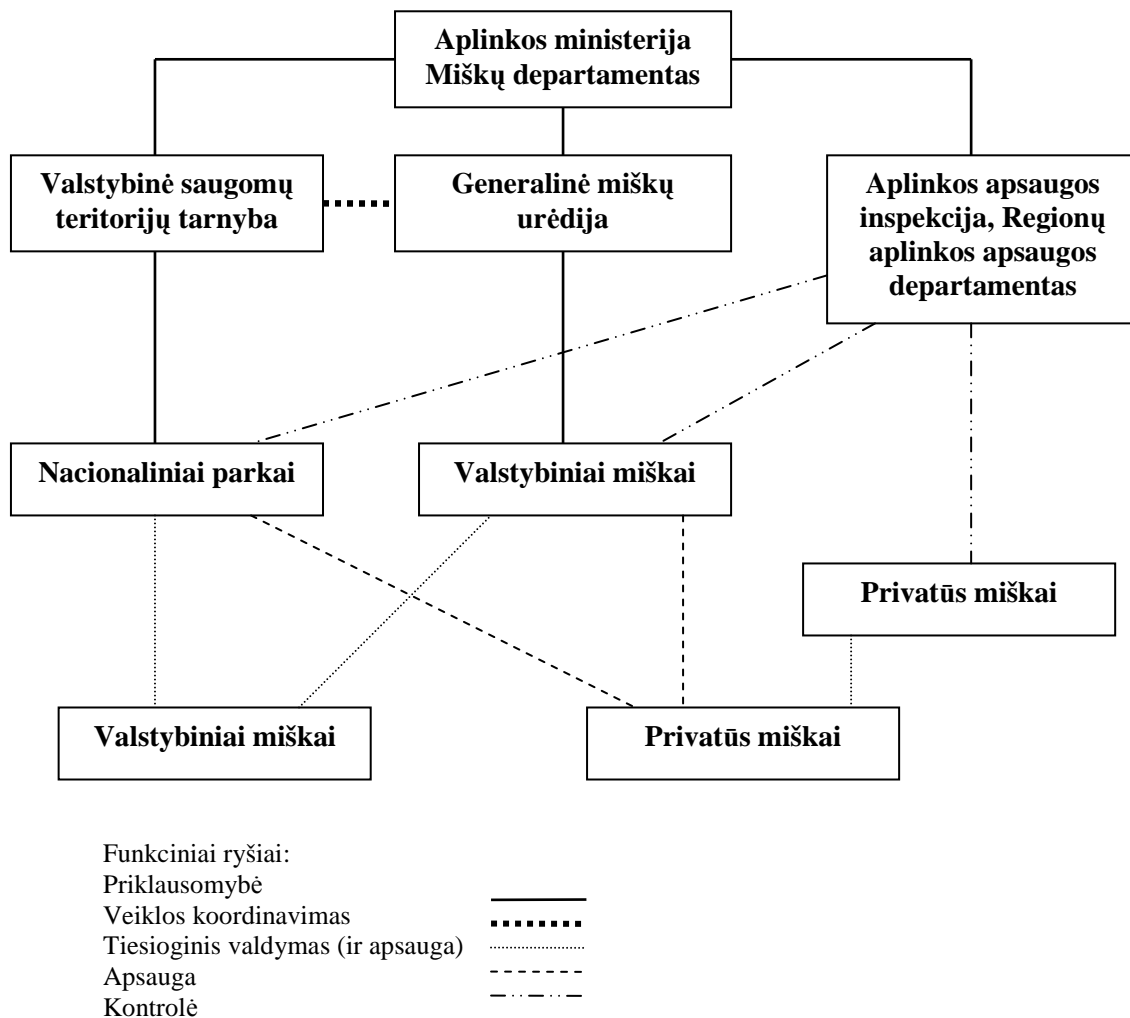 Aplinkos ministerija
Miškų departamentas
Valstybinė saugomų
teritorijų tarnyba
Generalinė miškų
urėdija
Aplinkos apsaugos
inspekcija, Regionų
aplinkos apsaugos
departamentas
Nacionaliniai parkai
Valstybiniai miškai
Privatūs miškai
Valstybiniai miškai
Privatūs miškai
Funkciniai ryšiai:
Priklausomybė
Veiklos koordinavimas
Tiesioginis valdymas (ir apsauga)
Apsauga
Kontrolė